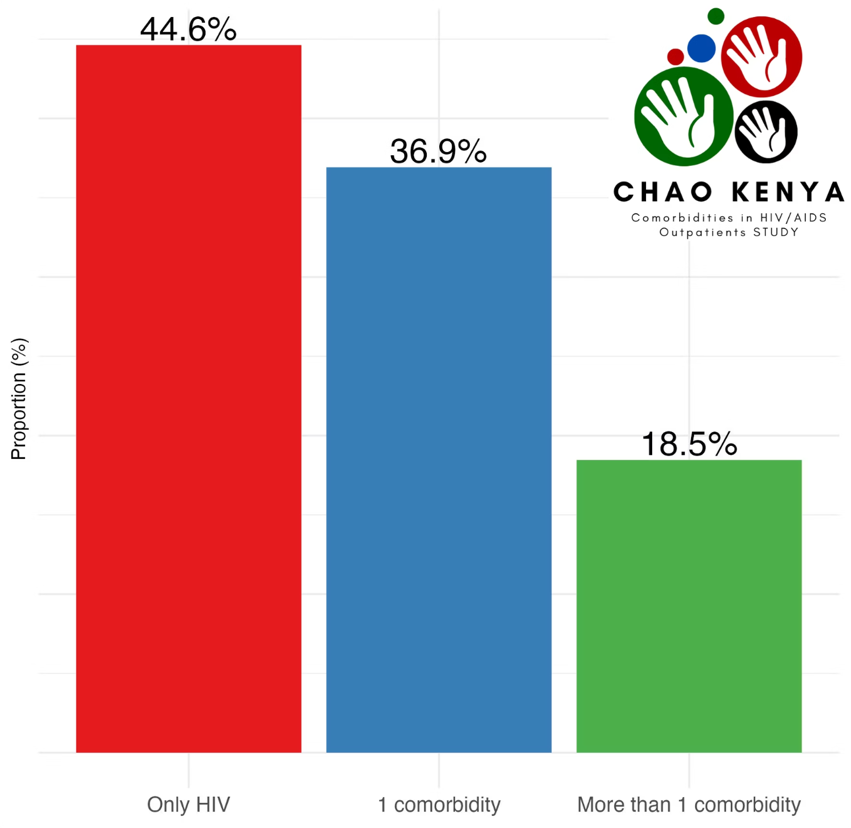 44.6%
36.9%
18.5%
CHAO KENYA
Comorbidities in HIV/AIDS
Outpatients STUDY
Proportion (%)
Only HIV
1 comorbidity
More than 1 comorbidity